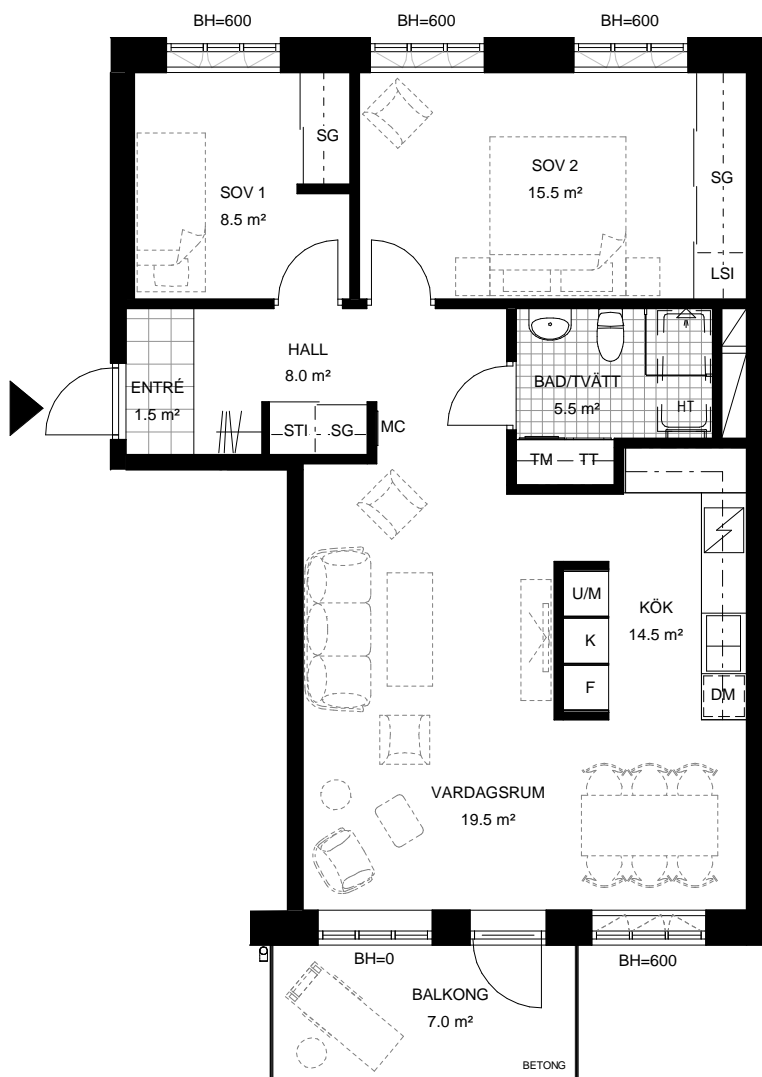 BH=600
BH=600
BH=600
SG
SOV 1
8.5 m²
SOV 2
15.5 m²
SG
LSI
HALL
8.0 m²
ENTRÉ
1.5 m²
BAD/TVÄTT
5.5 m²
HT
STI
SG
MC
TM
TT
U/M
K
F
KÖK
14.5 m²
DM
VARDAGSRUM
19.5 m²
BH=0
BH=600
BALKONG
7.0 m²
BETONG